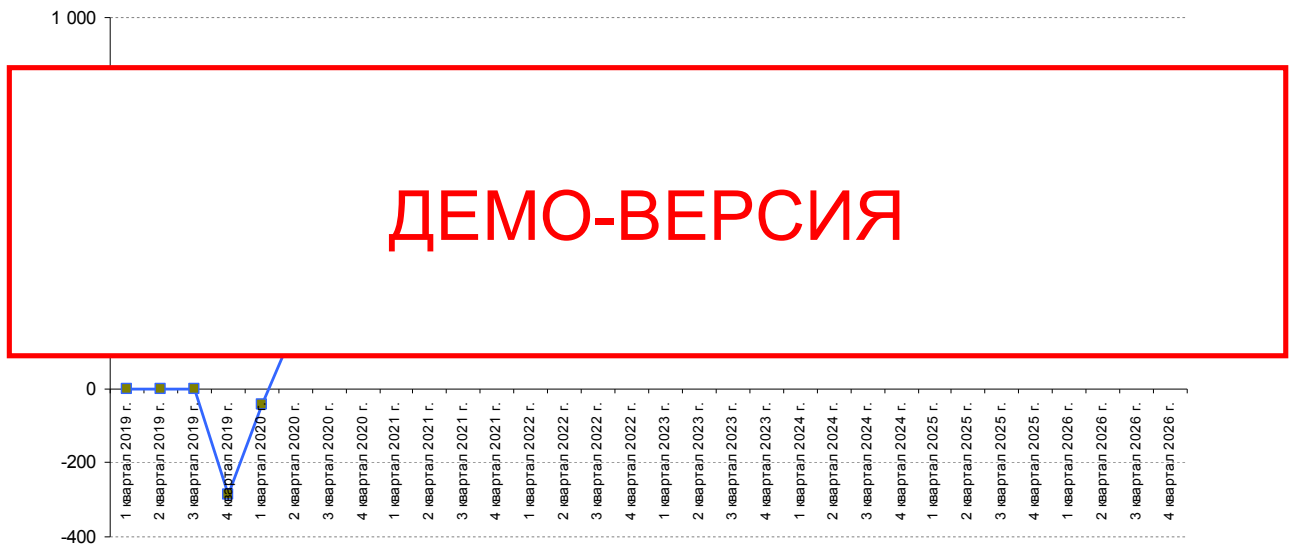 1 000
ДЕМО-ВЕРСИЯ
0
-200
-400
1 квартал 2019 г.
2 квартал 2019 г.
3 квартал 2019 г.
4 квартал 2019 г.
1 квартал 2020 г.
2 квартал 2020 г.
3 квартал 2020 г.
4 квартал 2020 г.
1 квартал 2021 г.
2 квартал 2021 г.
3 квартал 2021 г.
4 квартал 2021 г.
1 квартал 2022 г.
2 квартал 2022 г.
3 квартал 2022 г.
4 квартал 2022 г.
1 квартал 2023 г.
2 квартал 2023 г.
3 квартал 2023 г.
4 квартал 2023 г.
1 квартал 2024 г.
2 квартал 2024 г.
3 квартал 2024 г.
4 квартал 2024 г.
1 квартал 2025 г.
2 квартал 2025 г.
3 квартал 2025 г.
4 квартал 2025 г.
1 квартал 2026 г.
2 квартал 2026 г.
3 квартал 2026 г.
4 квартал 2026 г.